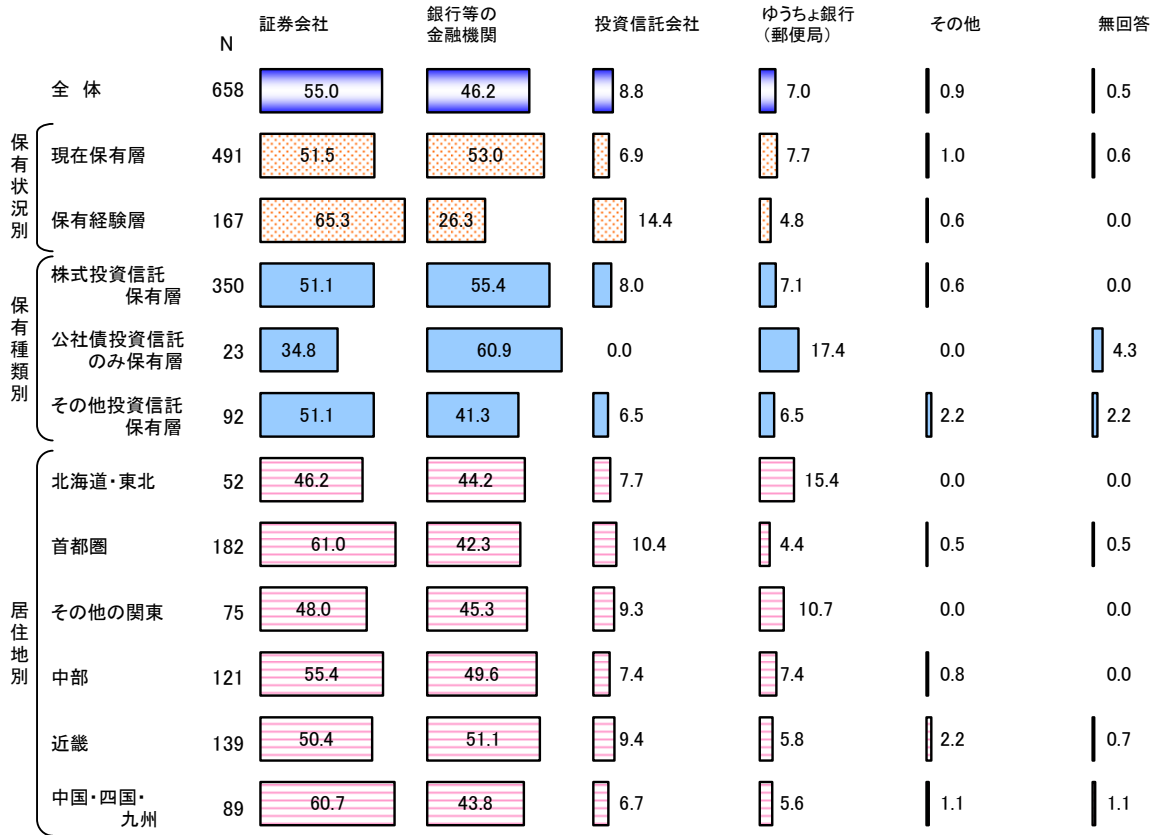 N 証券会社 銀行等の金融機関 投資信託会社 ゆうちょ銀行(郵便局) その他 無回答
全 体 658 55.0 46.2 8.8 7.0 0.9 0.5
保有状況別
現在保有層 491 51.5 53.0 6.9 7.7 1.0 0.6
保有経験層 167 65.3 26.3 14.4 4.8 0.6 0.0
保有種類別
株式投資信託保有層 350 51.1 55.4 8.0 7.1 0.6 0.0
公社債投資信託のみ保有層 23 34.8 60.9 0.0 17.4 0.0 4.3
その他投資信託保有層 92 51.1 41.3 6.5 6.5 2.2 2.2
居住地別
北海道・東北 52 46.2 44.2 7.7 15.4 0.0 0.0
首都圏 182 61.0 42.3 10.4 4.4 0.5 0.5
その他の関東 75 48.0 45.3 9.3 10.7 0.0 0.0
中部 121 55.4 49.6 7.4 7.4 0.8 0.0
近畿 139 50.4 51.1 9.4 5.8 2.2 0.7
中国・四国・九州 89 60.7 43.8 6.7 5.6 1.1 1.1